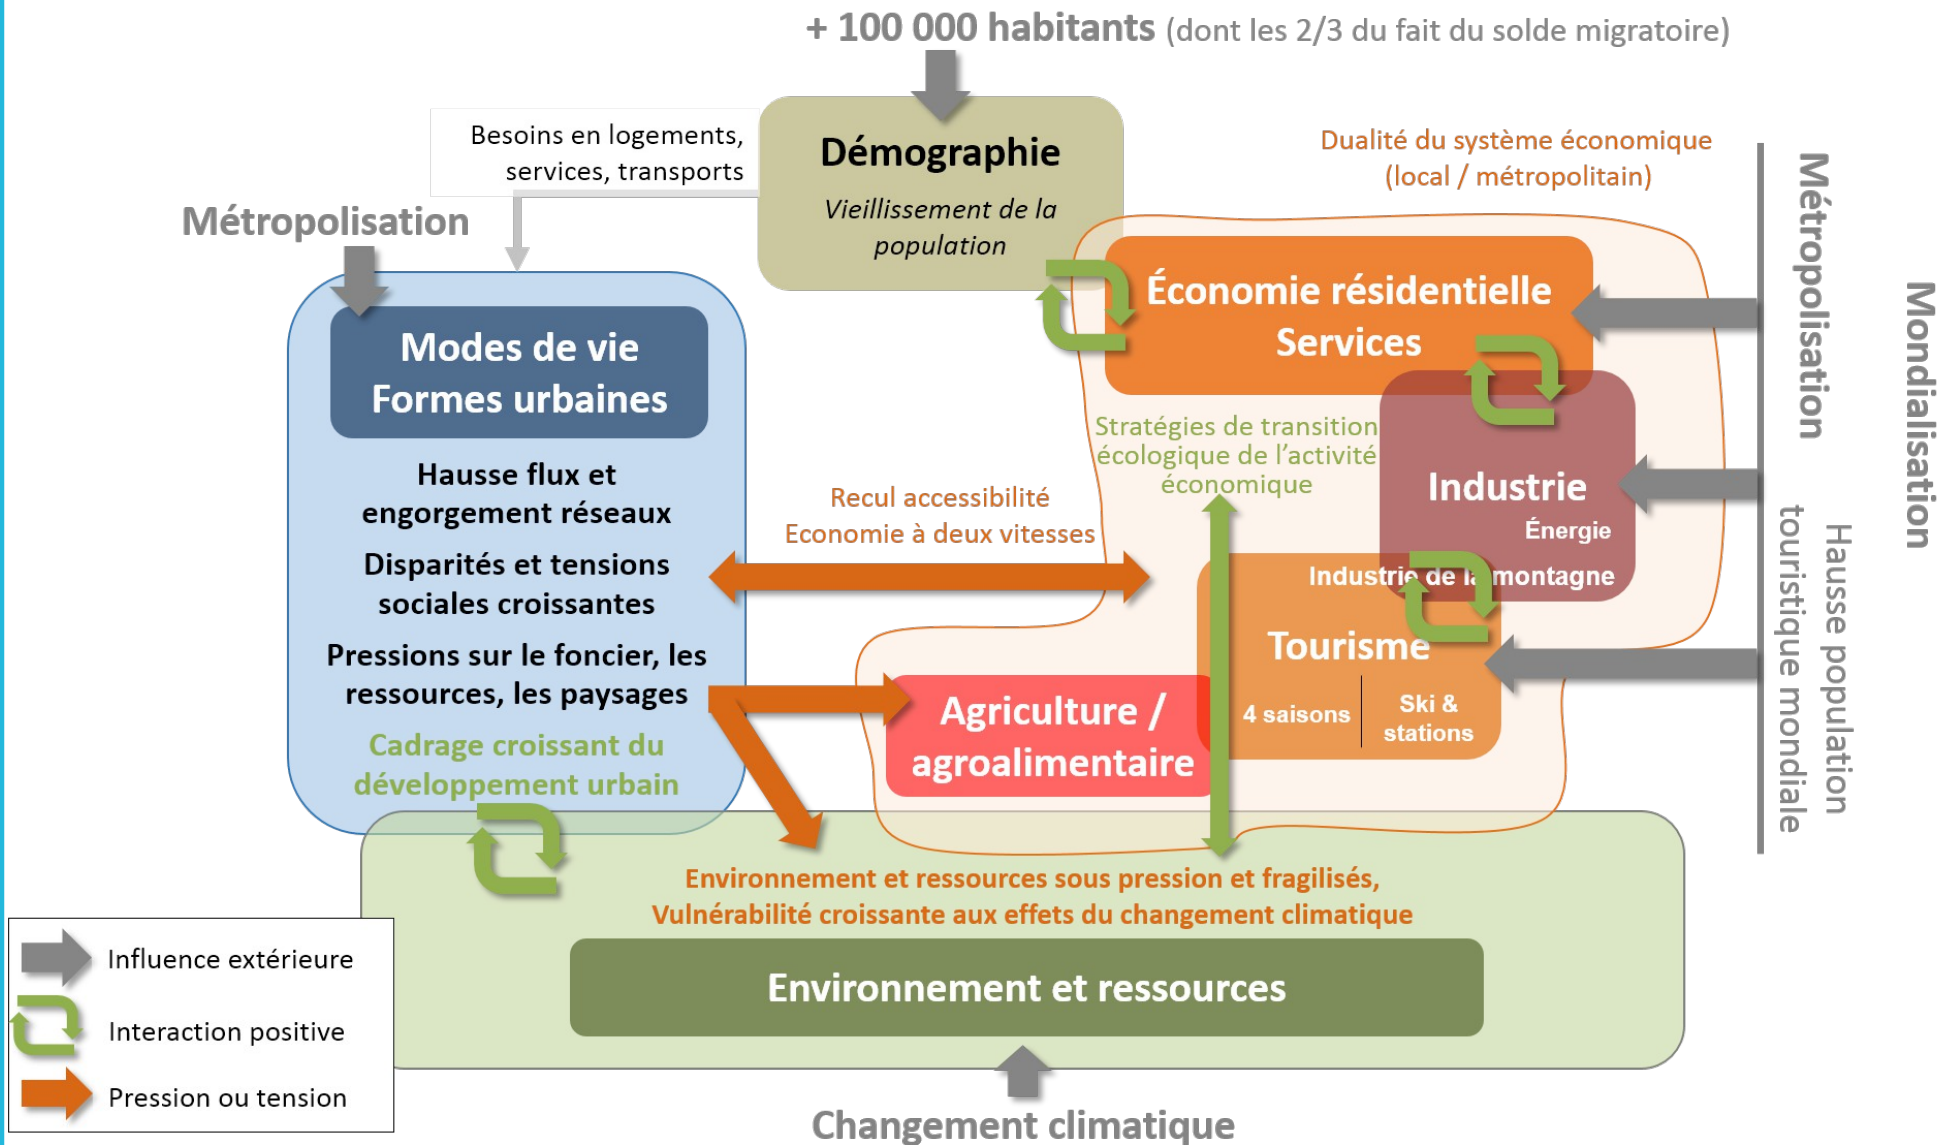 + 100 000 habitants (dont les 2/3 du fait du solde migratoire)
Besoins en logements,
services, transports
Démographie
Vieillissement de la
population
Dualité du système économique
(local / métropolitain)
Métropolisation
Modes de vie
Formes urbaines
Hausse flux et
engorgement réseaux
Disparités et tensions
sociales croissantes
Pressions sur le foncier, les
ressources, les paysages
Cadrage croissant du
développement urbain
Recul accessibilité
Economie à deux vitesses
Économie résidentielle
Services
Stratégies de transition
écologique de l'activité
économique
Industrie
Énergie
Industrie de la montagne
Tourisme
4 saisons
Ski &
stations
Agriculture /
agroalimentaire
Métropolisation
Mondialisation
Hausse population
touristique mondiale
Environnement et ressources sous pression et fragilisés,
Vulnérabilité croissante aux effets du changement climatique
Environnement et ressources
Changement climatique
Influence extérieure
Interaction positive
Pression ou tension